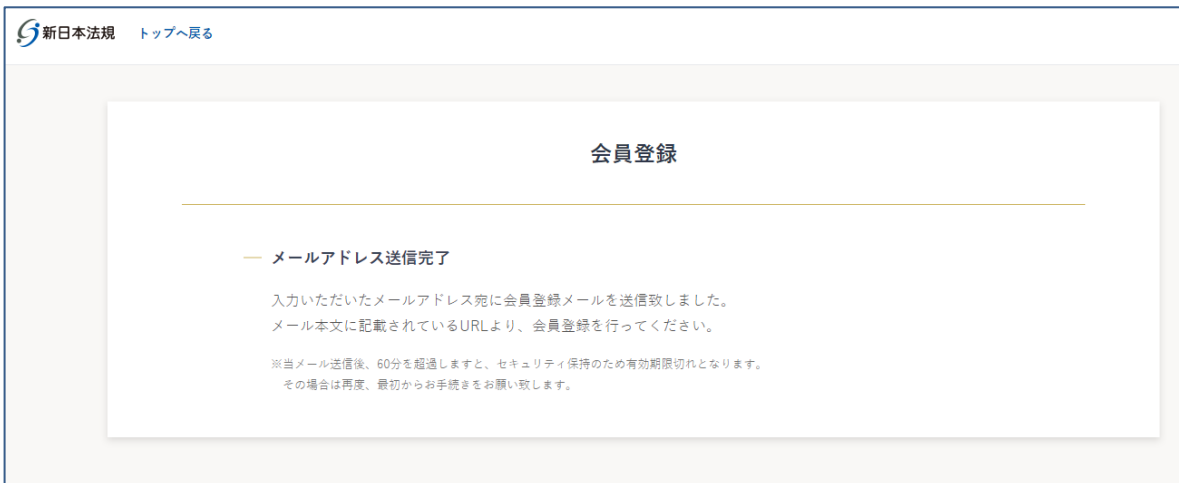 新日本法規 トップへ戻る
会員登録
メールアドレス送信完了
入力いただいたメールアドレス宛に会員登録メールを送信致しました。
メール本文に記載されているURLより、会員登録を行ってください。
※当メール送信後、60分を超過しますと、セキュリティ保持のため有効期限切れとなります。
その場合は再度、最初からお手続きをお願い致します。